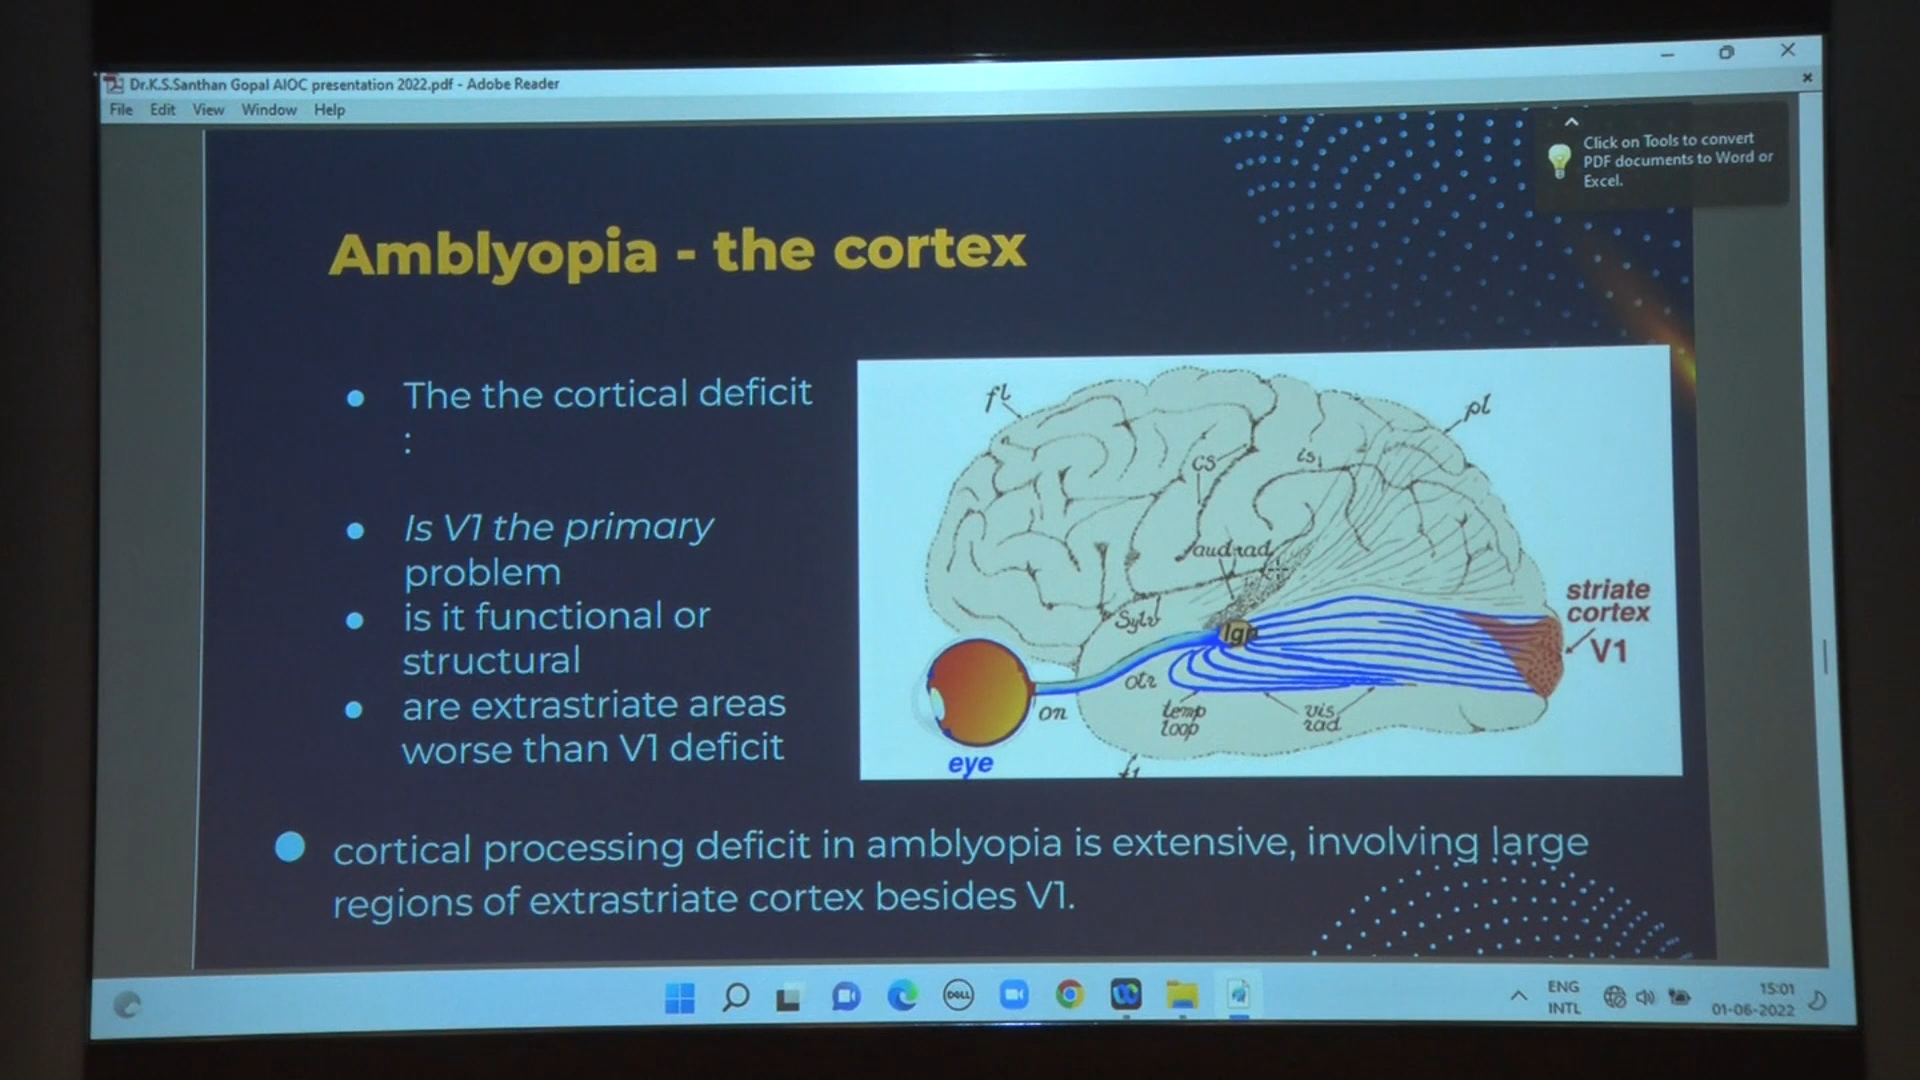 Dr.K.S.Santhan Gopal AIOC presentation 2022.pdf - Adobe Reader
File Edit View Window Help
Click on Tools to convert
PDF documents to Word or
Excel.
Amblyopia - the cortex
The the cortical deficit
:
Is V1 the primary
problem
is it functional or
structural
are extrastriate areas
worse than V1 deficit
fl
pl
cs
is,
aud rad
Sylv
lgn
striate
cortex
V1
on
otr
temp
loop
vis
rad
eye
cortical processing deficit in amblyopia is extensive, involving large
regions of extrastriate cortex besides V1.
DELL
ENG
INTL
15:01
01-06-2022